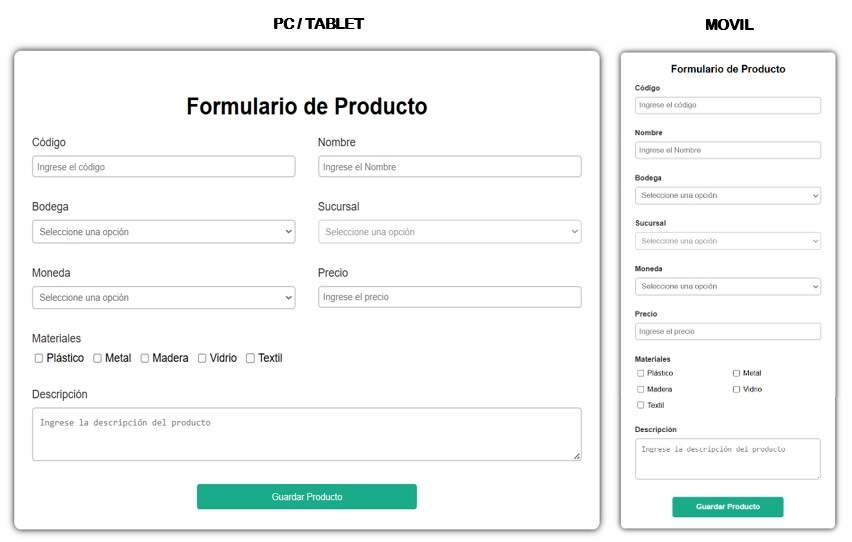 PC / TABLET
Formulario de Producto
Código Nombre
Ingrese el código Ingrese el Nombre
Bodega Sucursal
Seleccione una opción Seleccione una opción
Moneda Precio
Seleccione una opción Ingrese el precio
Materiales
Plástico Metal Madera Vidrio Textil
Descripción
Ingrese la descripción del producto
Guardar Producto
MOVIL
Formulario de Producto
Código
Ingrese el código
Nombre
Ingrese el Nombre
Bodega
Seleccione una opción
Sucursal
Seleccione una opción
Moneda
Seleccione una opción
Precio
Ingrese el precio
Materiales
Plástico Metal
Madera Vidrio
Textil
Descripción
Ingrese la descripción del producto
Guardar Producto